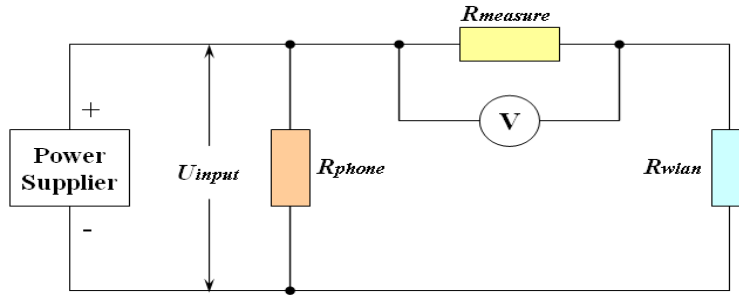 Rmeasure
+
V
Power
Supplier
Uinput
Rphone
Rwlan
-